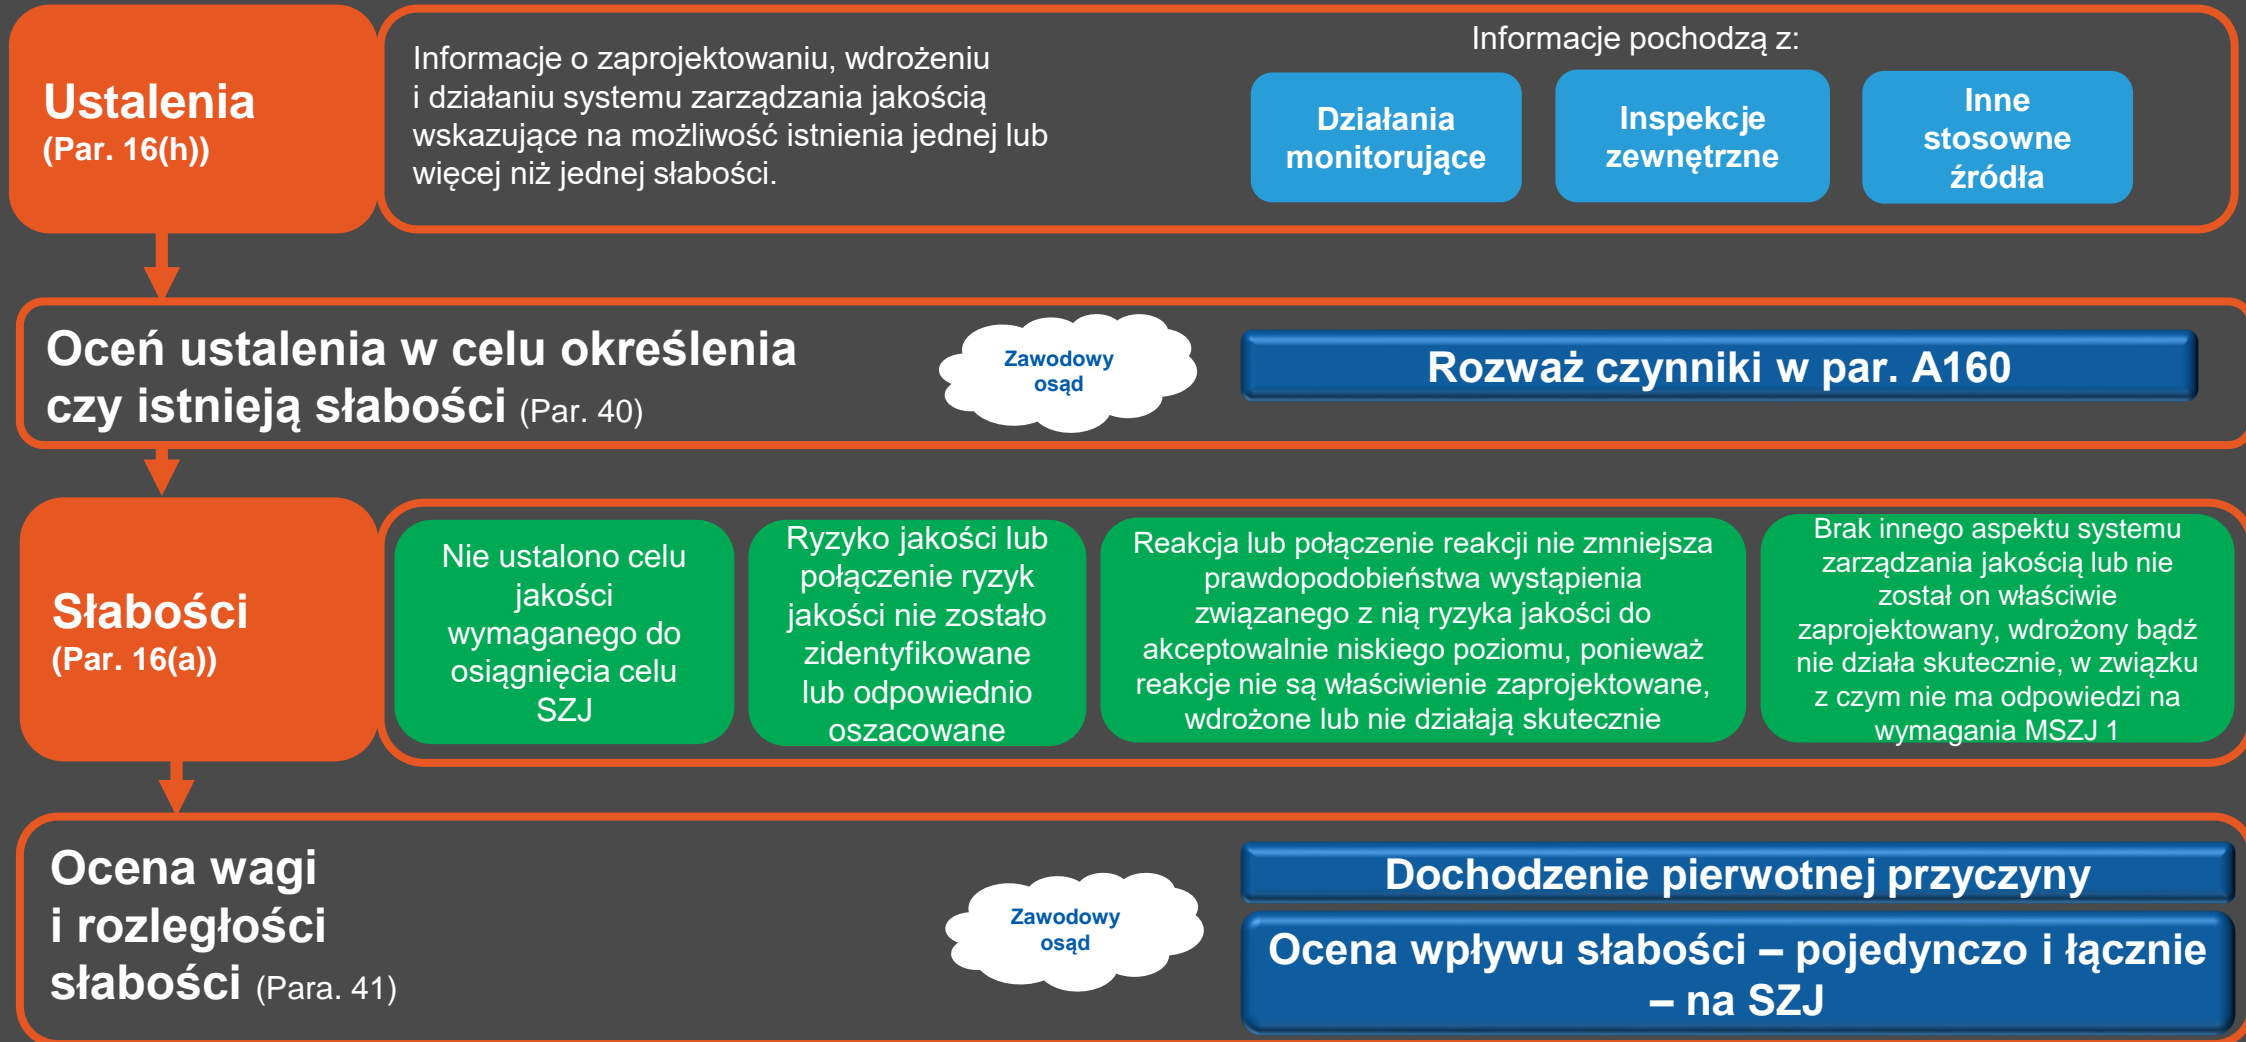 Ustalenia
(Par. 16(h))
Informacje o zaprojektowaniu, wdrożeniu
i działaniu systemu zarządzania jakością
wskazujące na możliwość istnienia jednej lub
więcej niż jednej słabości.
Informacje pochodzą z:
Działania
monitorujące
Inspekcje
zewnętrzne
Inne
stosowne
źródła
Oceń ustalenia w celu określenia
czy istnieją słabości (Par. 40)
Zawodowy
osąd
Rozważ czynniki w par. A160
Słabości
(Par. 16(a))
Nie ustalono celu
jakości
wymaganego do
osiągnięcia celu
SZJ
Ryzyko jakości lub
połączenie ryzyk
jakości nie zostało
zidentyfikowane
lub odpowiednio
oszacowane
Reakcja lub połączenie reakcji nie zmniejsza
prawdopodobieństwa wystąpienia
związanego z nią ryzyka jakości do
akceptowalnie niskiego poziomu, ponieważ
reakcje nie są właściwienie zaprojektowane,
wdrożone lub nie działają skutecznie
Brak innego aspektu systemu
zarządzania jakością lub nie
został on właściwie
zaprojektowany, wdrożony bądź
nie działa skutecznie, w związku
z czym nie ma odpowiedzi na
wymagania MSZJ 1
Ocena wagi
i rozległości
słabości (Para. 41)
Zawodowy
osąd
Dochodzenie pierwotnej przyczyny
Ocena wpływu słabości – pojedynczo i łącznie
– na SZJ